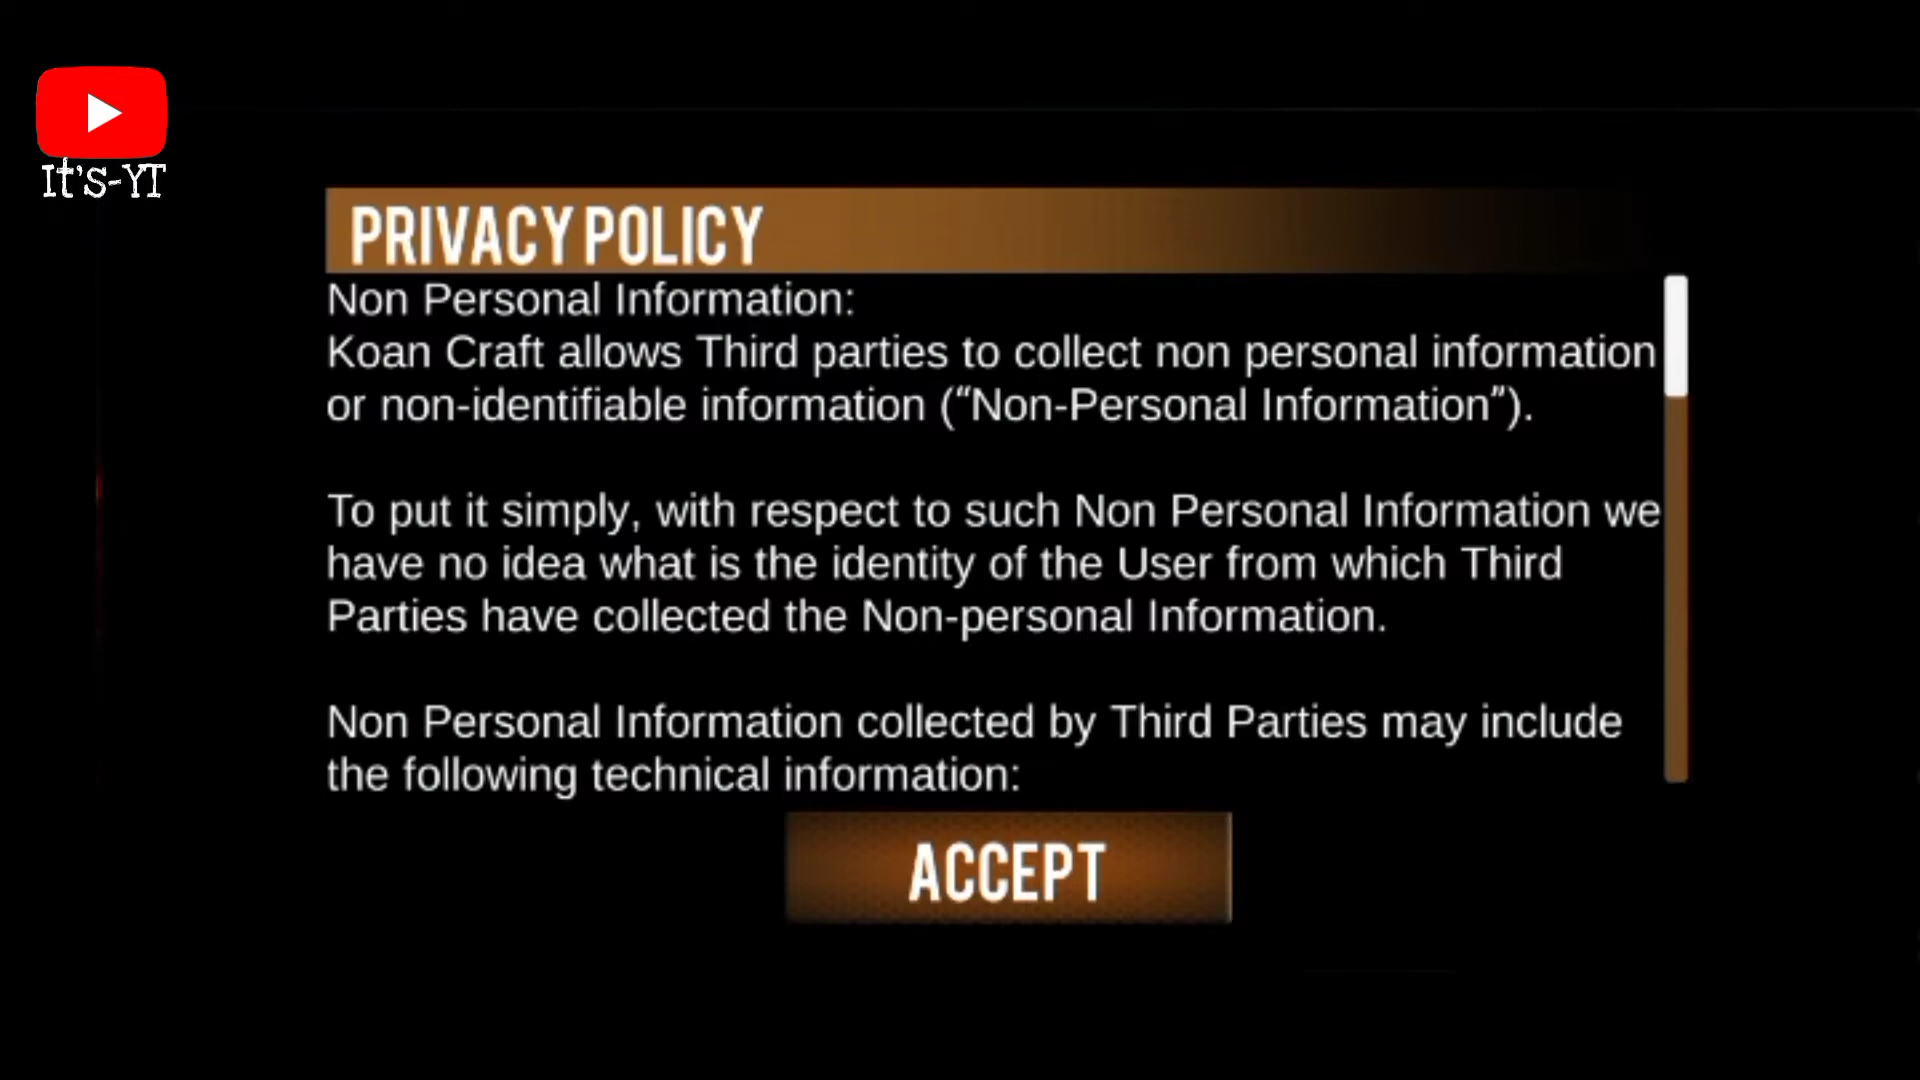 It's-YT
PRIVACY POLICY
Non Personal Information:
Koan Craft allows Third parties to collect non personal information
or non-identifiable information (“Non-Personal Information”).
To put it simply, with respect to such Non Personal Information we
have no idea what is the identity of the User from which Third
Parties have collected the Non-personal Information.
Non Personal Information collected by Third Parties may include
the following technical information:
ACCEPT